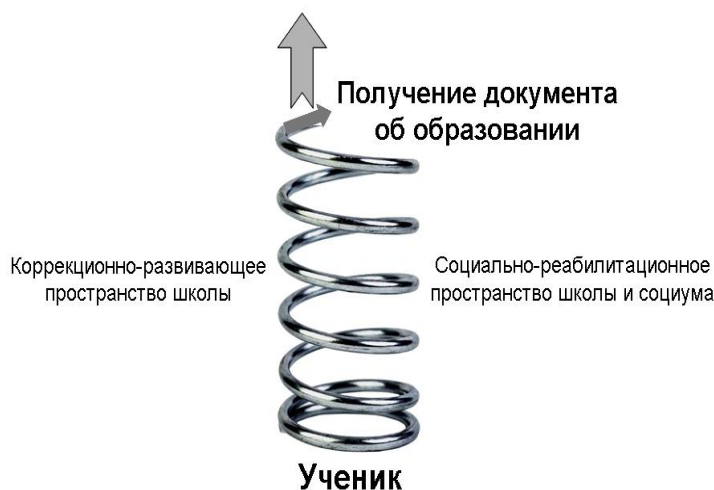 Получение документа
об образовании
Коррекционно-развивающее
пространство школы
Социально-реабилитационное
пространство школы и социума
Ученик